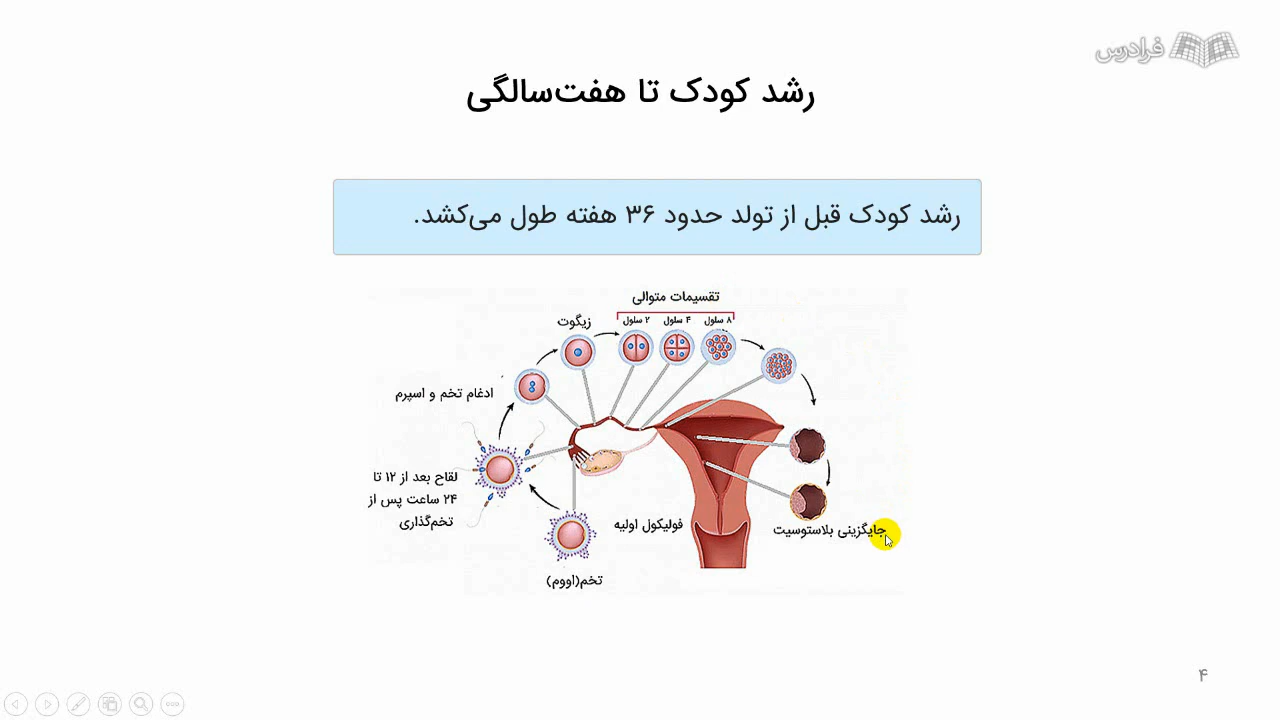 فرادرس
رشد کودک تا هفت‌سالگی
رشد کودک قبل از تولد حدود ۳۶ هفته طول می‌کشد.
تقسیمات متوالی
۸ سلول
۴ سلول
۲ سلول
زیگوت
ادغام تخم و اسپرم
لقاح بعد از ۱۲ تا
۲۴ ساعت پس از
تخم‌گذاری
فولیکول اولیه
جایگزینی بلاستوسیت
تخم(اووم)
۴